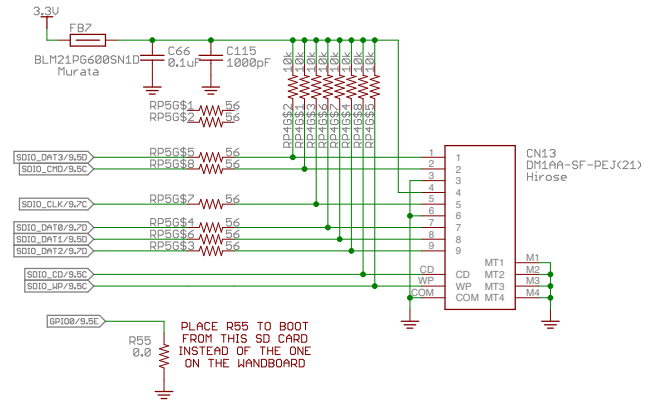 3.3V
FB7
BLM21PG600SN1D
Murata
C66
0.1uF
C115
1000pF
10k 10k 10k 10k 10k 10k 10k 10k
RP4G$2 RP4G$1 RP4G$3 RP4G$6 RP4G$7 RP4G$4 RP4G$8 RP4G$5
RP5G$1 56
RP5G$2 56
SDIO_DAT3/9.5D RP5G$5 56 1 1
SDIO_CMD/9.5C RP5G$8 56 2 2
3 3
4 4
SDIO_CLK/9.7C RP5G$7 56 5 5
6 6
SDIO_DAT0/9.7D RP5G$4 56 7 7
SDIO_DAT1/9.5D RP5G$6 56 8 8
SDIO_DAT2/9.7D RP5G$3 56 9 9
SDIO_CD/9.5C CD CD
SDIO_WP/9.5C WP WP
COM COM
CN13
DM1AA-SF-PEJ(21)
Hirose
MT1 M1
MT2 M2
MT3 M3
MT4 M4
GPIO0/9.5E
R55
0.0
PLACE R55 TO BOOT
FROM THIS SD CARD
INSTEAD OF THE ONE
ON THE WANDBOARD